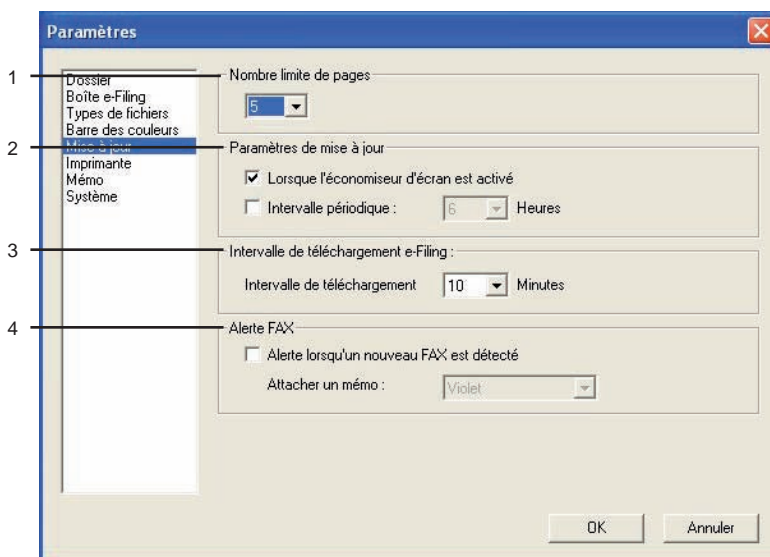 Paramètres
1
Dossier
Boîte e-Filing
Types de fichiers
Barre des couleurs
Mise à jour
Imprimante
Mémo
Système
Nombre limite de pages
5
2
Paramètres de mise à jour
Lorsque l'économiseur d'écran est activé
Intervalle périodique : 6 Heures
3
Intervalle de téléchargement e-Filing :
Intervalle de téléchargement 10 Minutes
4
Alerte FAX
Alerte lorsqu'un nouveau FAX est détecté
Attacher un mémo : Violet
OK Annuler